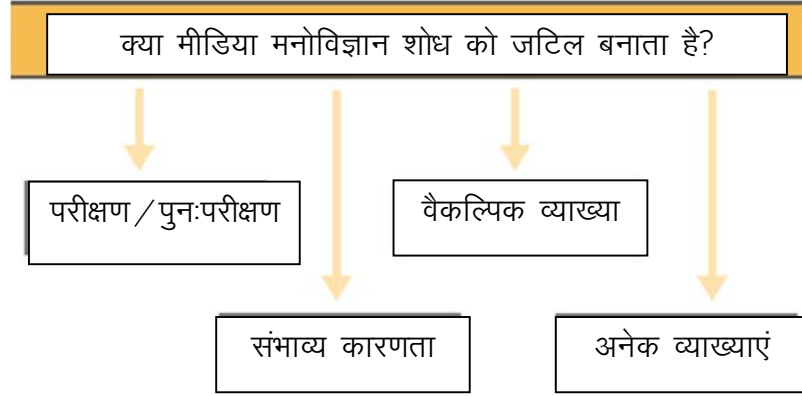 क्या मीडिया मनोविज्ञान शोध को जटिल बनाता है?
परीक्षण/पुनःपरीक्षण
वैकल्पिक व्याख्या
संभाव्य कारणता
अनेक व्याख्याएं